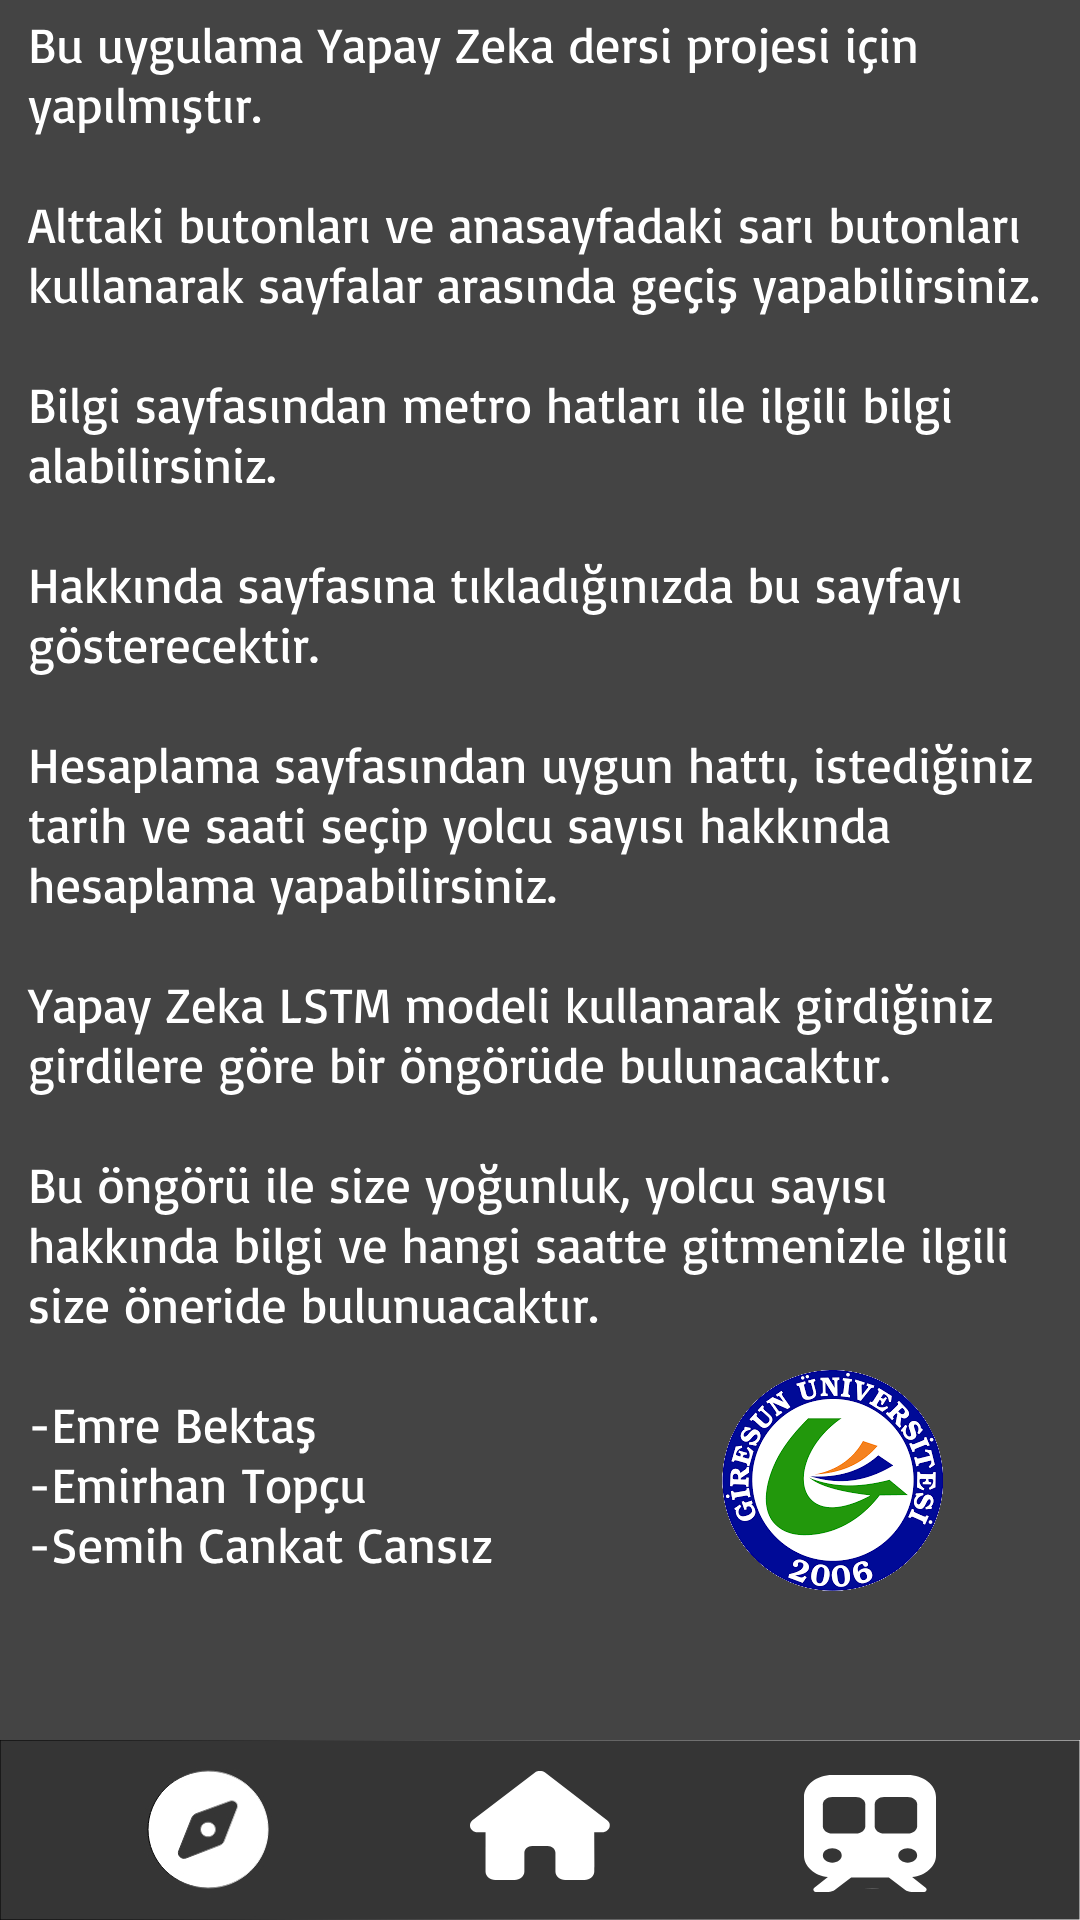 Bu uygulama Yapay Zeka dersi projesi için
yapılmıştır.
Alttaki butonları ve anasayfadaki sarı butonları
kullanarak sayfalar arasında geçiş yapabilirsiniz.
Bilgi sayfasından metro hatları ile ilgili bilgi
alabilirsiniz.
Hakkında sayfasına tıkladığınızda bu sayfayı
gösterecektir.
Hesaplama sayfasından uygun hattı, istediğiniz
tarih ve saati seçip yolcu sayısı hakkında
hesaplama yapabilirsiniz.
Yapay Zeka LSTM modeli kullanarak girdiğiniz
girdilere göre bir öngörüde bulunacaktır.
Bu öngörü ile size yoğunluk, yolcu sayısı
hakkında bilgi ve hangi saatte gitmenizle ilgili
size öneride bulunuacaktır.
-Emre Bektaş
-Emirhan Topçu
-Semih Cankat Cansız
GİRESUN ÜNİVERSİTESİ
2006